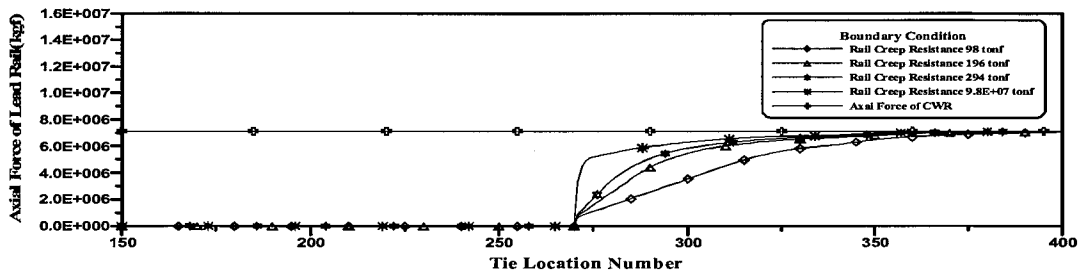 Axial Force of Lead Rail(kgf)
1.6E+007
1.4E+007
1.2E+007
1.0E+007
8.0E+006
6.0E+006
4.0E+006
2.0E+006
0.0E+000
150
200
250
300
350
400
Tie Location Number
Boundary Condition
Rail Creep Resistance 98 tonf
Rail Creep Resistance 196 tonf
Rail Creep Resistance 294 tonf
Rail Creep Resistance 9.8E+07 tonf
Axal Force of CWR